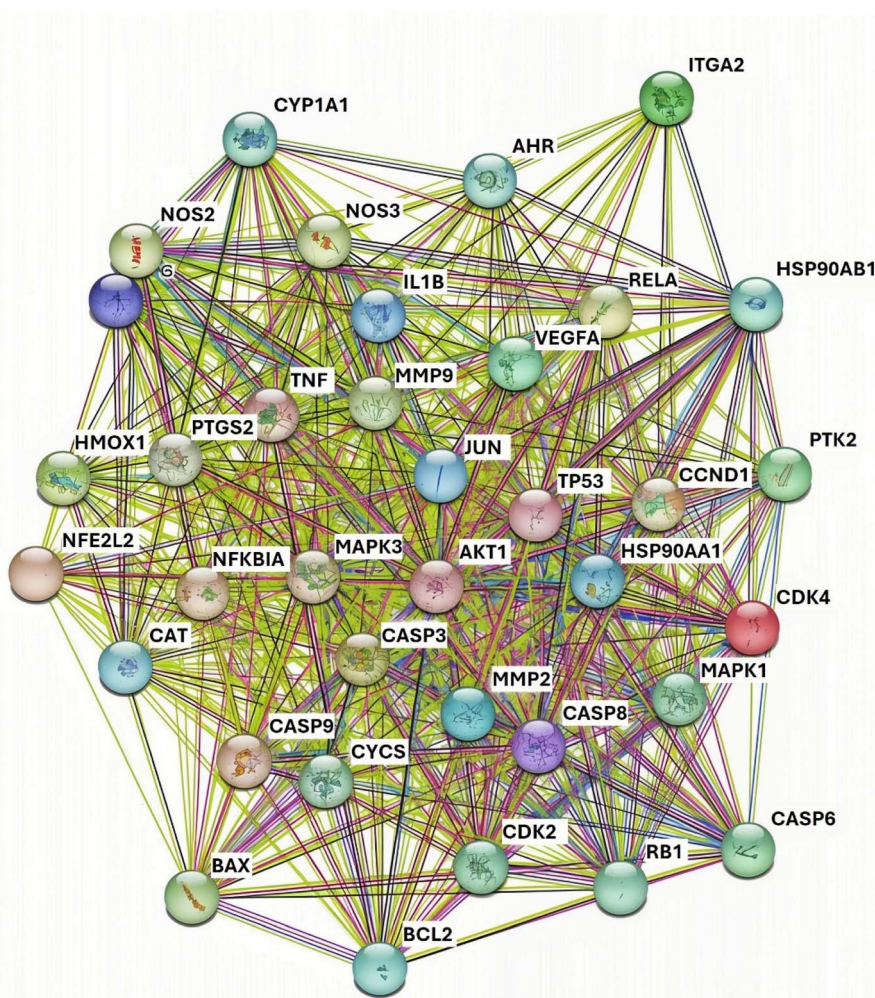 ITGA2
CYP1A1
AHR
NOS2
NOS3
6
HSP90AB1
IL1B
RELA
VEGFA
TNF
MMP9
PTGS2
HMOX1
JUN
PTK2
TP53
CCND1
NFE2L2
NFKBIA
MAPK3
AKT1
HSP90AA1
CDK4
CAT
CASP3
MMP2
MAPK1
CASP9
CASP8
CYCS
CASP6
CDK2
RB1
BAX
BCL2